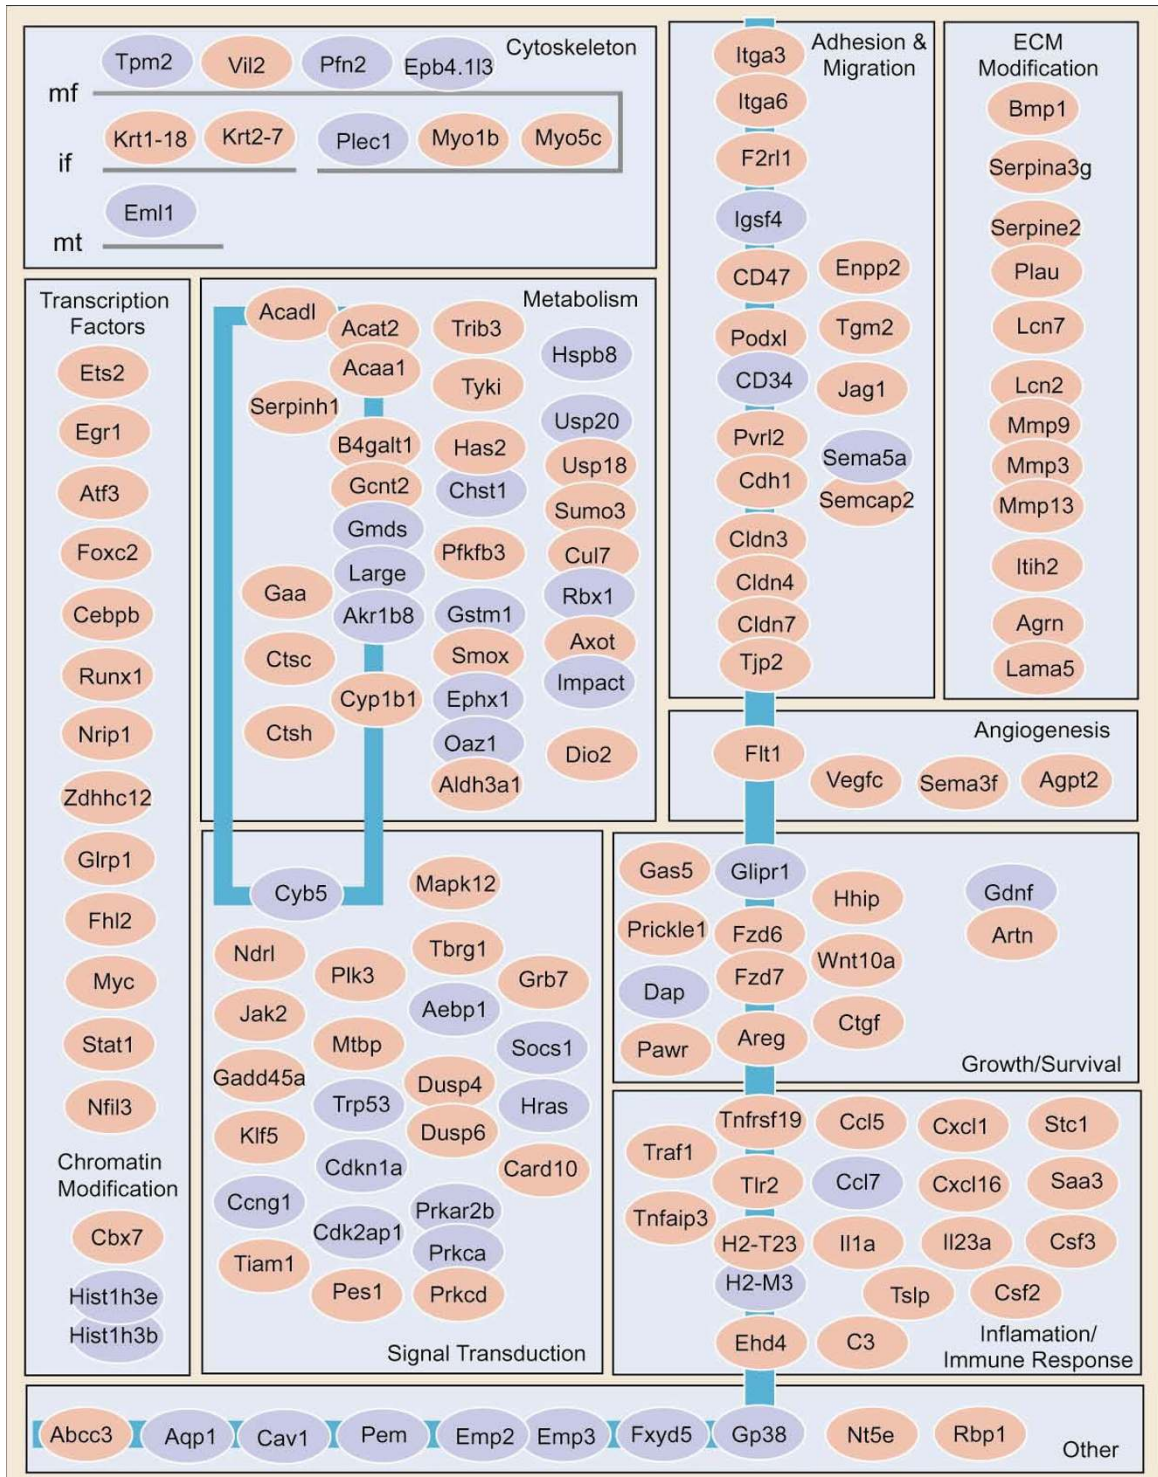 Cytoskeleton
Tpm2 Vil2 Pfn2 Epb4.1l3
mf
Krt1-18 Krt2-7 Plec1 Myo1b Myo5c
if
Eml1
mt
Adhesion &
Migration
Itga3
Itga6
F2rl1
Igsf4
CD47
Podxl
CD34
Pvrl2
Cdh1
Cldn3
Cldn4
Cldn7
Tjp2
Enpp2
Tgm2
Jag1
Sema5a
Semcap2
ECM
Modification
Bmp1
Serpina3g
Serpine2
Plau
Lcn7
Lcn2
Mmp9
Mmp3
Mmp13
Itih2
Agrn
Lama5
Transcription
Factors
Ets2
Egr1
Atf3
Foxc2
Cebpb
Runx1
Nrip1
Zdhhc12
Glrp1
Fhl2
Myc
Stat1
Nfil3
Chromatin
Modification
Cbx7
Hist1h3e
Hist1h3b
Metabolism
Acadl
Serpinh1
Gaa
Ctsc
Ctsh
Acat2
Acaa1
B4galt1
Gcnt2
Gmds
Large
Akr1b8
Cyp1b1
Trib3
Tyki
Has2
Chst1
Pfkfb3
Gstm1
Smox
Ephx1
Oaz1
Aldh3a1
Hspb8
Usp20
Usp18
Sumo3
Cul7
Rbx1
Axot
Impact
Dio2
Angiogenesis
Flt1
Vegfc
Sema3f
Agpt2
Cyb5
Ndrl
Jak2
Gadd45a
Klf5
Ccng1
Tiam1
Plk3
Mtbp
Trp53
Cdkn1a
Cdk2ap1
Pes1
Mapk12
Tbrg1
Aebp1
Dusp4
Dusp6
Prkar2b
Prkca
Prkcd
Grb7
Socs1
Hras
Card10
Signal Transduction
Gas5
Prickle1
Dap
Pawr
Glipr1
Fzd6
Fzd7
Areg
Hhip
Wnt10a
Ctgf
Gdnf
Artn
Growth/Survival
Traf1
Tnfaip3
Tnfrsf19
Tlr2
H2-T23
H2-M3
Ehd4
Ccl5
Ccl7
Il1a
Tslp
C3
Cxcl1
Cxcl16
Il23a
Csf2
Stc1
Saa3
Csf3
Inflamation/
Immune Response
Abcc3 Aqp1 Cav1 Pem Emp2 Emp3 Fxyd5 Gp38 Nt5e Rbp1
Other